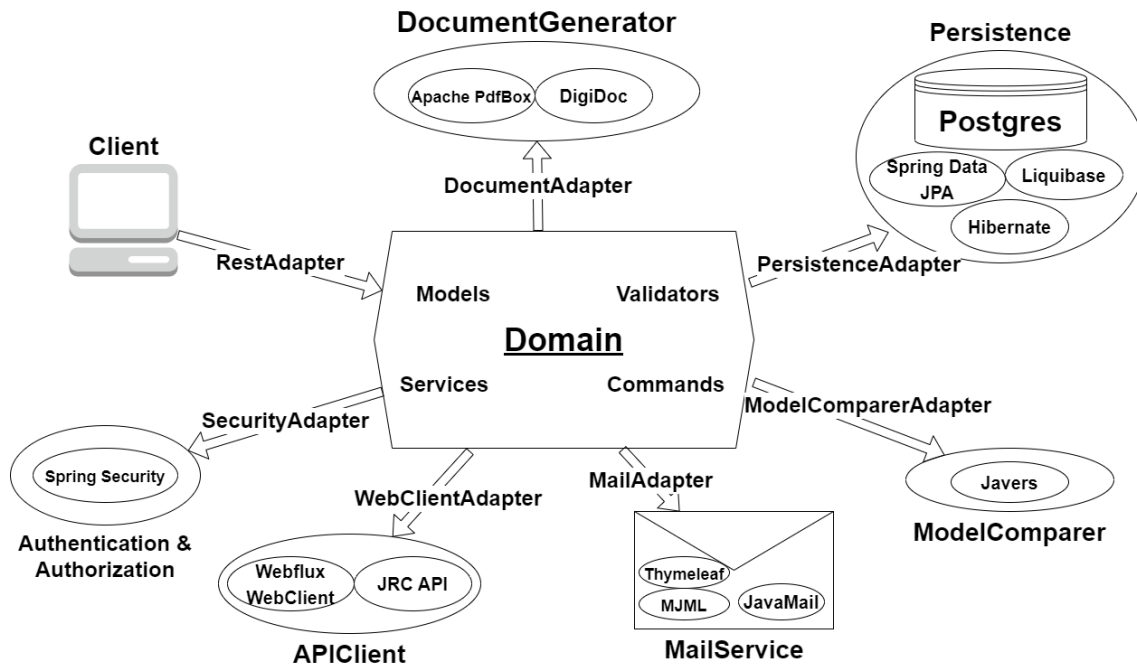 DocumentGenerator
Apache PdfBox
DigiDoc
Persistence
Postgres
Spring Data
JPA
Liquibase
Hibernate
Client
DocumentAdapter
RestAdapter
PersistenceAdapter
Models
Validators
Domain
Services
Commands
SecurityAdapter
ModelComparerAdapter
Spring Security
Authentication &
Authorization
WebClientAdapter
MailAdapter
Javers
ModelComparer
Webflux
WebClient
JRC API
APIClient
Thymeleaf
MJML
JavaMail
MailService